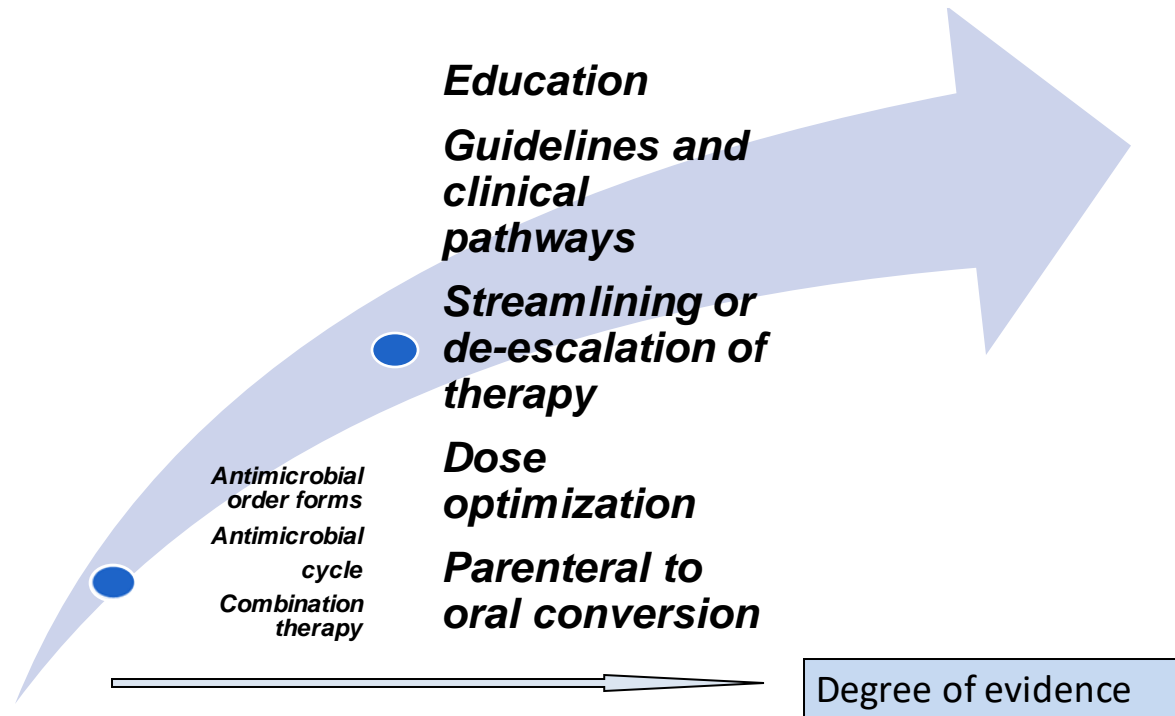 Education
Guidelines and
clinical
pathways
Streamlining or
de-escalation of
therapy
Dose
optimization
Parenteral to
oral conversion
Antimicrobial
order forms
Antimicrobial
cycle
Combination
therapy
Degree of evidence